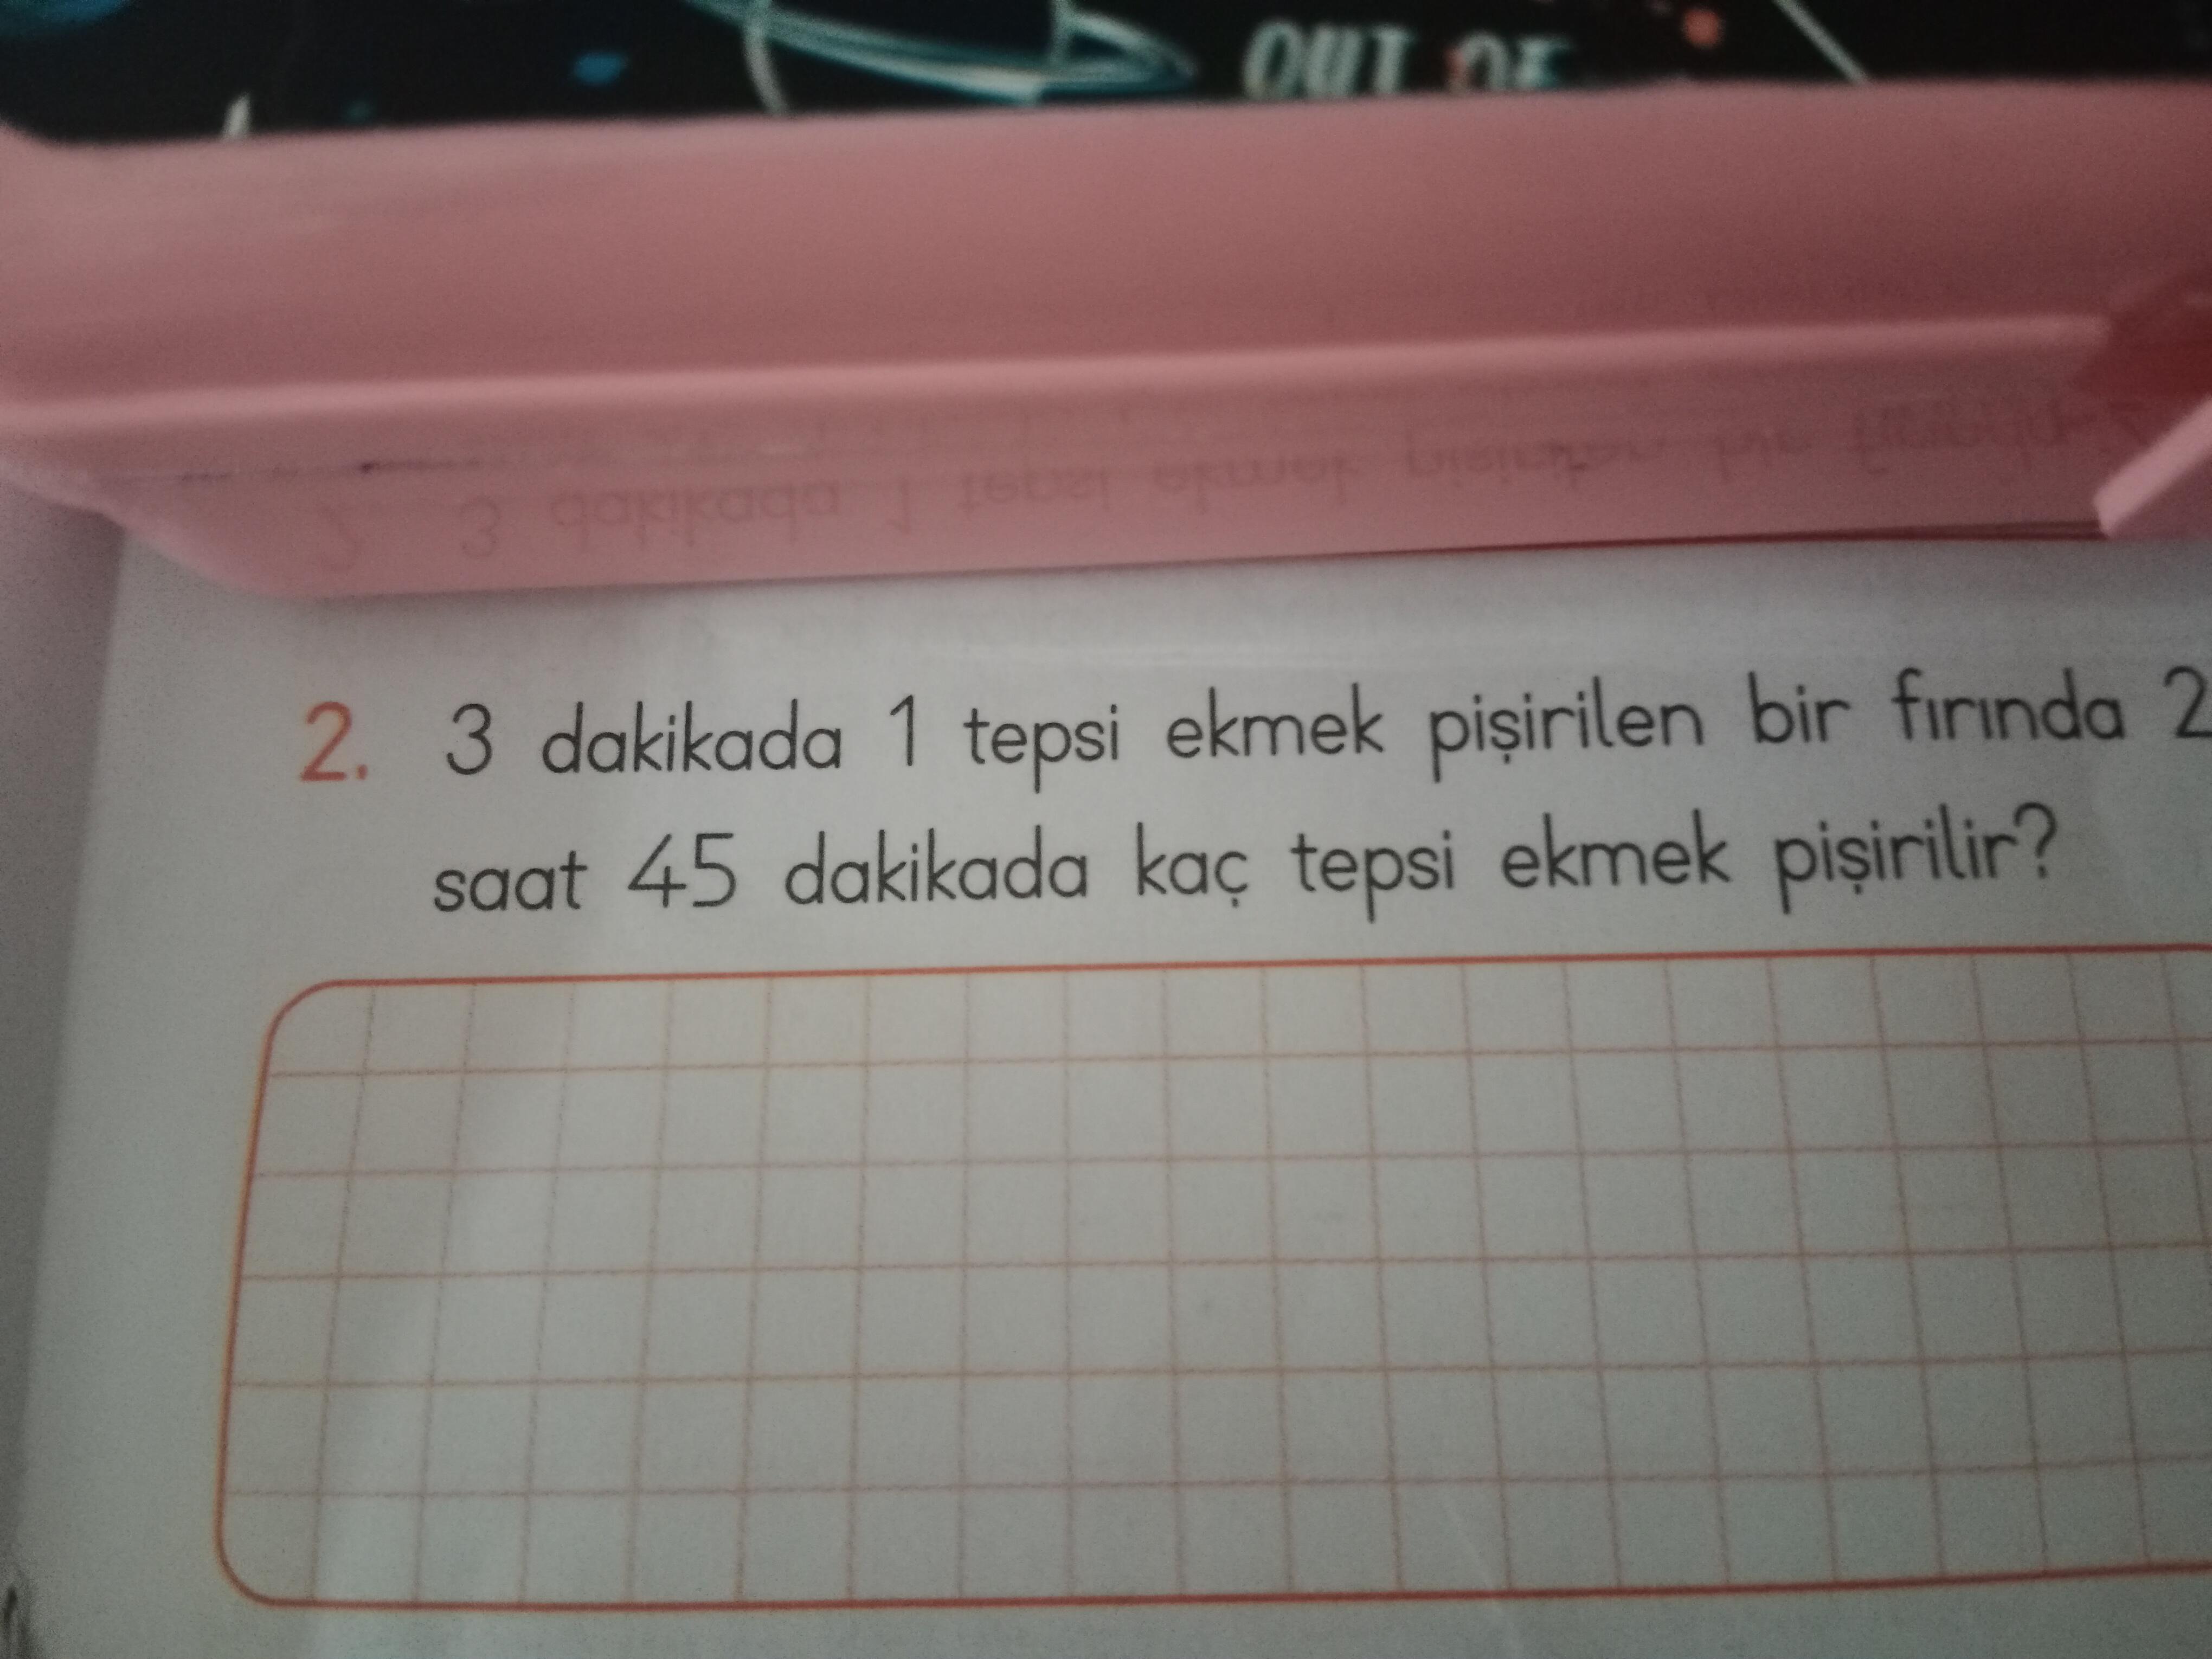 OUT OF
2. 3 dakikada 1 tepsi ekmek pişirilen bir fırında 2
saat 45 dakikada kaç tepsi ekmek pişirilir?